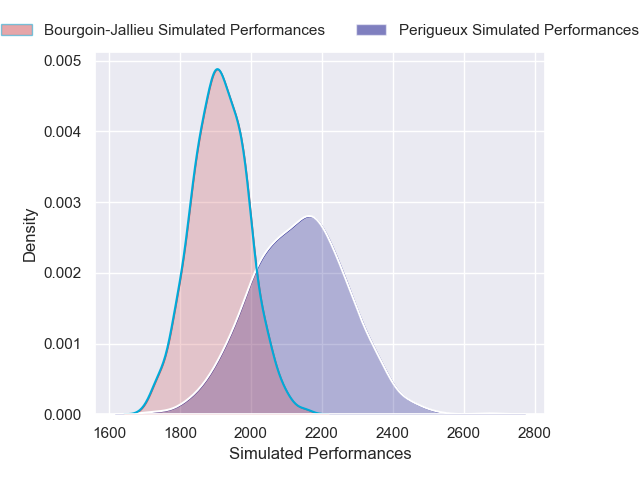 Bourgoin-Jallieu Simulated Performances Perigueux Simulated Performances
0.005
0.004
0.003
0.002
0.001
0.000
Density
1600 1800 2000 2200 2400 2600 2800
Simulated Performances